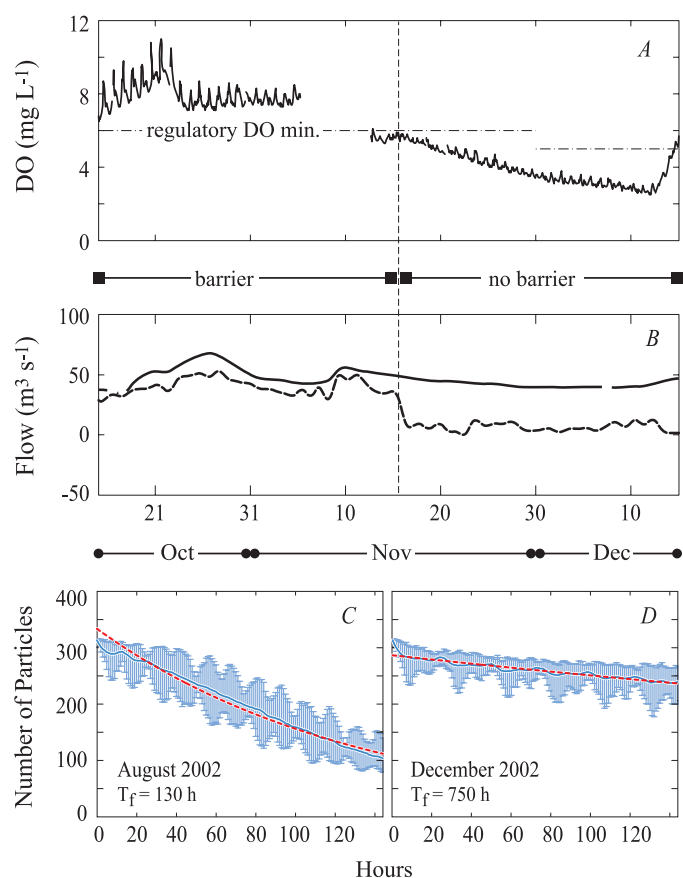 12
8
4
0
DO (mg L-1)
A
regulatory DO min.
barrier
no barrier
100
50
0
-50
Flow (m³ s-1)
B
21 31 10 20 30 10
Oct Nov Dec
400
300
200
100
0
Number of Particles
C
August 2002
Tf = 130 h
D
December 2002
Tf = 750 h
0 20 40 60 80 100 120
0 20 40 60 80 100 120
Hours